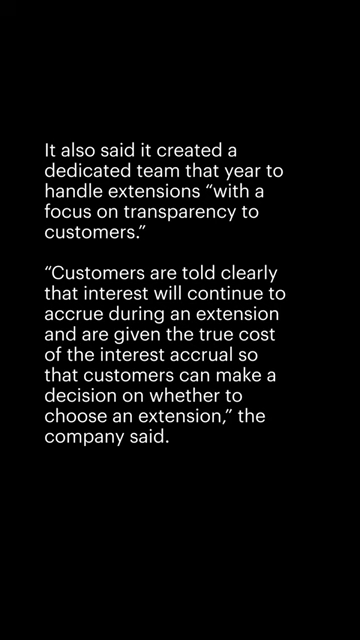 It also said it created a
dedicated team that year to
handle extensions “with a
focus on transparency to
customers.”
“Customers are told clearly
that interest will continue to
accrue during an extension
and are given the true cost
of the interest accrual so
that customers can make a
decision on whether to
choose an extension,” the
company said.